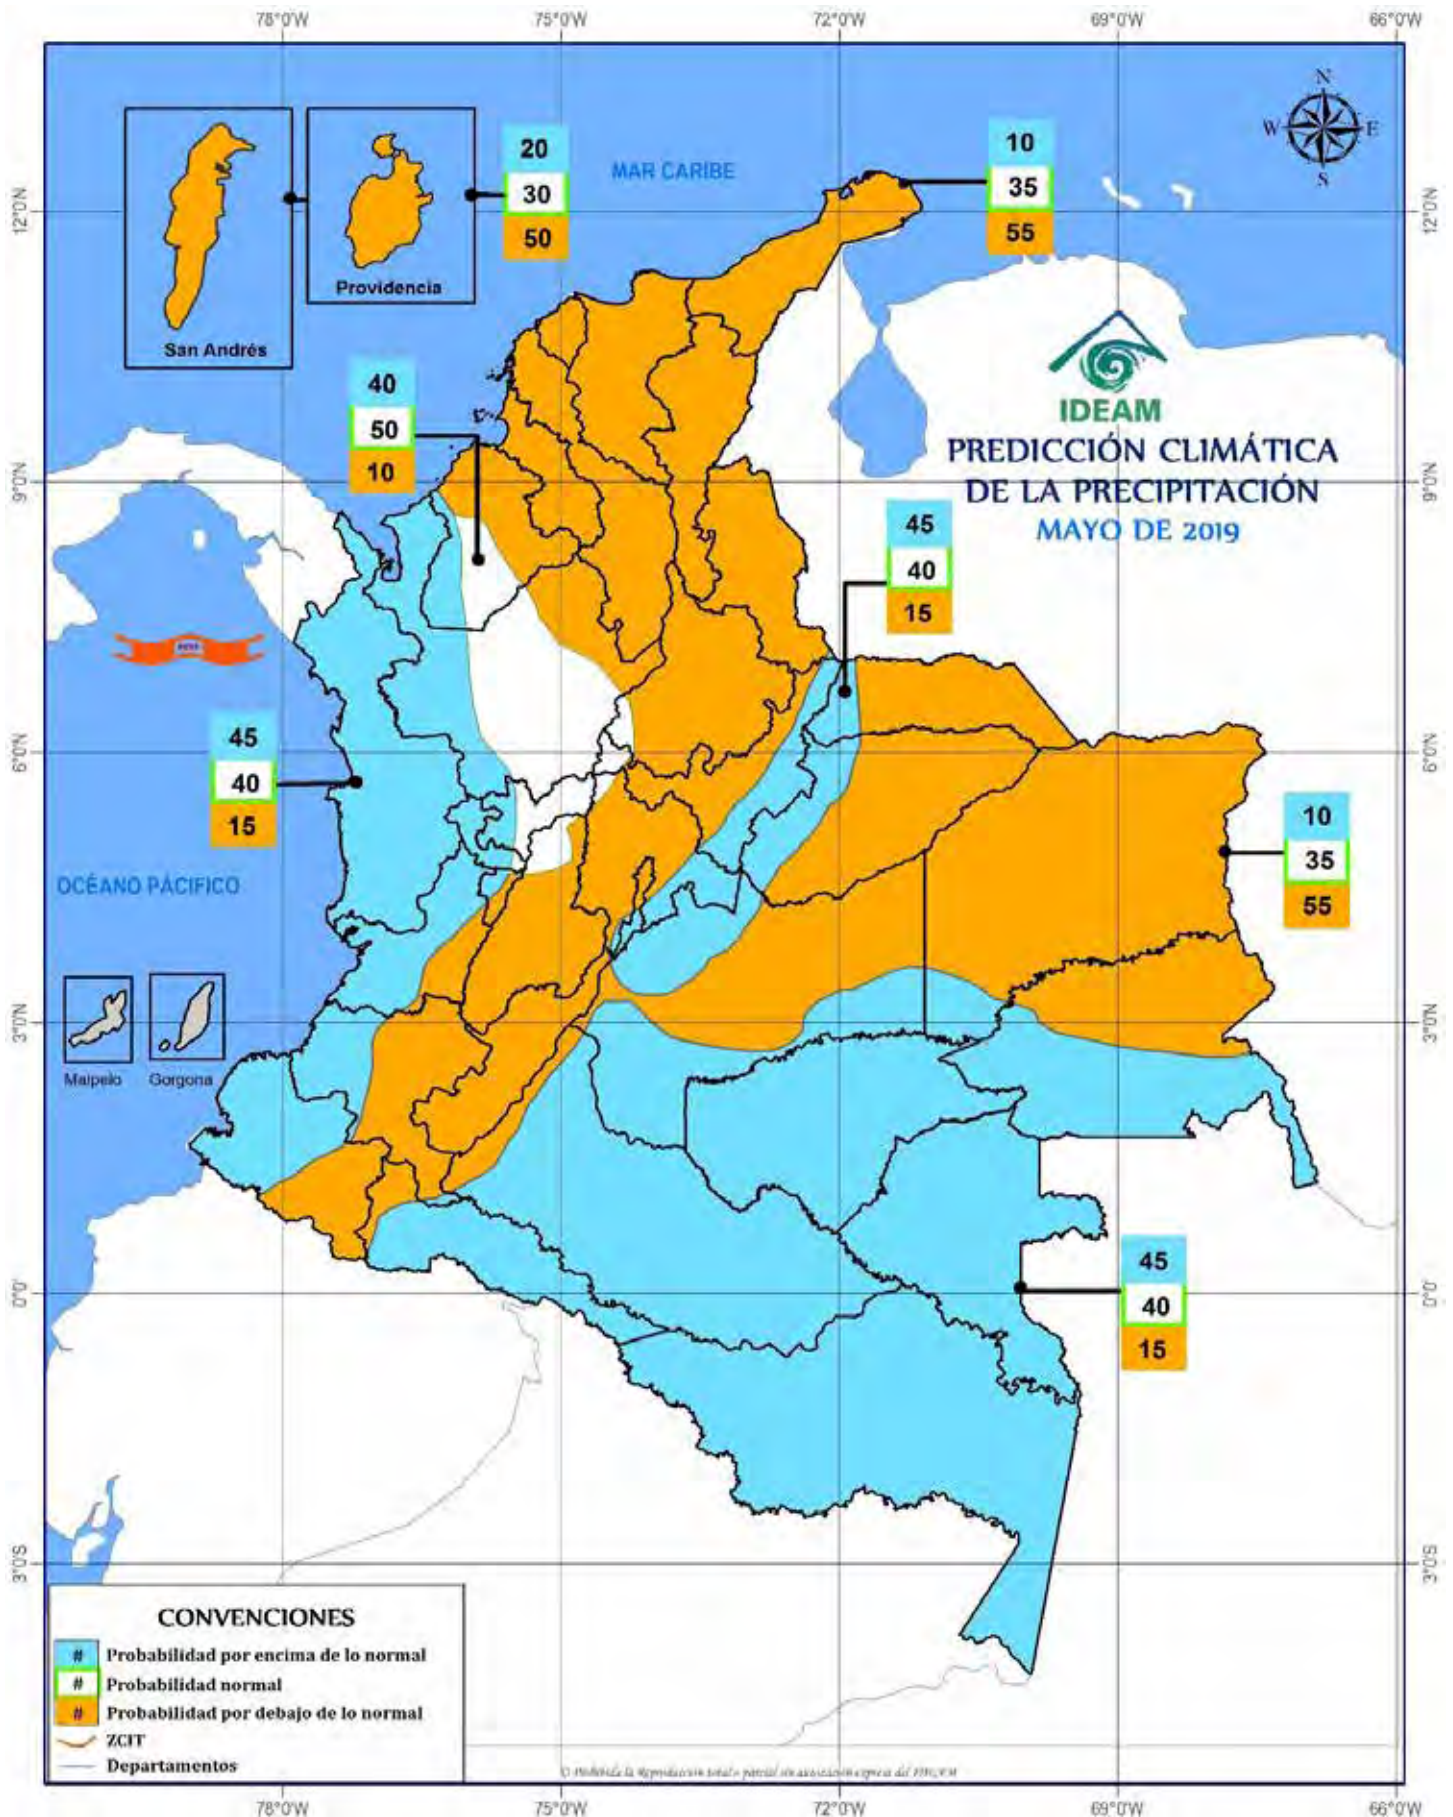 78°0'W
75°0'W
72°0'W
69°0'W
66°0'W
N
W
E
S
12°0'N
12°0'N
MAR CARIBE
20
30
50
10
35
55
Providencia
San Andrés
40
50
10
IDEAM
PREDICCIÓN CLIMÁTICA
DE LA PRECIPITACIÓN
MAYO DE 2019
9°0'N
9°0'N
45
40
15
45
40
15
6°0'N
6°0'N
10
35
55
OCÉANO PÁCIFICO
Malpelo
Gorgona
3°0'N
3°0'N
45
40
15
0°0'
0°0'
3°0'S
3°0'S
CONVENCIONES
# Probabilidad por encima de lo normal
# Probabilidad normal
# Probabilidad por debajo de lo normal
ZCIT
Departamentos
78°0'W
75°0'W
72°0'W
69°0'W
66°0'W